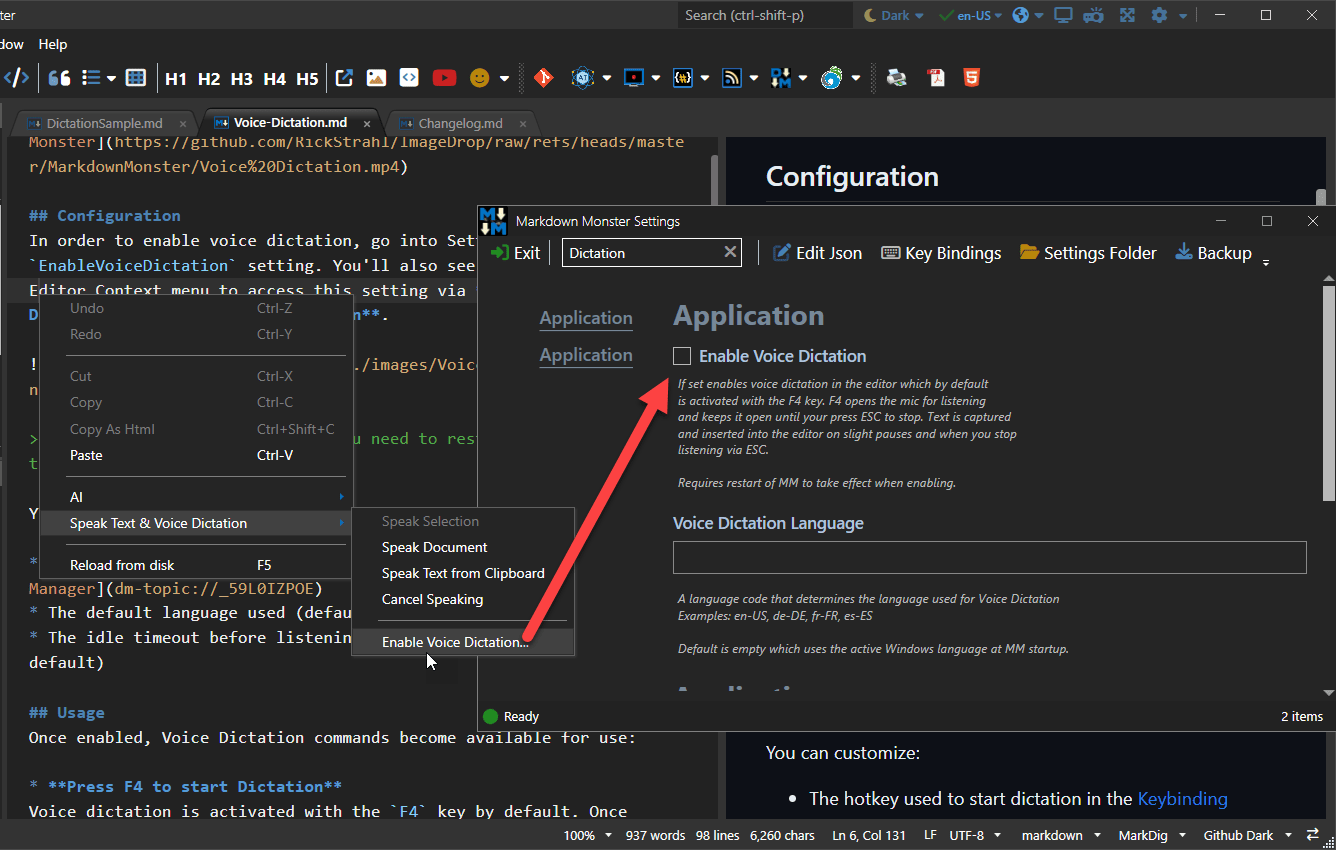 ter
Search (ctrl-shift-p)
Dark
en-US
dow Help
H1 H2 H3 H4 H5
DictationSample.md
Voice-Dictation.md
Changelog.md
Monster](https://github.com/RickStrahl/ImageDrop/raw/refs/heads/maste
r/MarkdownMonster/Voice%20Dictation.mp4)
## Configuration
In order to enable voice dictation, go into Set
`EnableVoiceDictation` setting. You'll also see
Editor Context menu to access this setting via
D
n**.
!
./images/Voic
n
>
u need to res
t
Y
*
Manager](dm-topic://_59L0IZPOE)
* The default language used (defau
* The idle timeout before listenin
default)
## Usage
Once enabled, Voice Dictation commands become available for use:
* **Press F4 to start Dictation**
Voice dictation is activated with the `F4` key by default. Once
Undo Ctrl-Z
Redo Ctrl-Y
Cut Ctrl-X
Copy Ctrl-C
Copy As Html Ctrl+Shift+C
Paste Ctrl-V
AI
Speak Text & Voice Dictation
Reload from disk F5
Speak Selection
Speak Document
Speak Text from Clipboard
Cancel Speaking
Enable Voice Dictation...
Configuration
Markdown Monster Settings
Exit
Dictation
Edit Json
Key Bindings
Settings Folder
Backup
Application
Application
Application
Enable Voice Dictation
If set enables voice dictation in the editor which by default
is activated with the F4 key. F4 opens the mic for listening
and keeps it open until your press ESC to stop. Text is captured
and inserted into the editor on slight pauses and when you stop
listening via ESC.
Requires restart of MM to take effect when enabling.
Voice Dictation Language
A language code that determines the language used for Voice Dictation
Examples: en-US, de-DE, fr-FR, es-ES
Default is empty which uses the active Windows language at MM startup.
Ready
2 items
You can customize:
• The hotkey used to start dictation in the Keybinding
100% 937 words 98 lines 6,260 chars Ln 6, Col 131 LF UTF-8 markdown MarkDig Github Dark